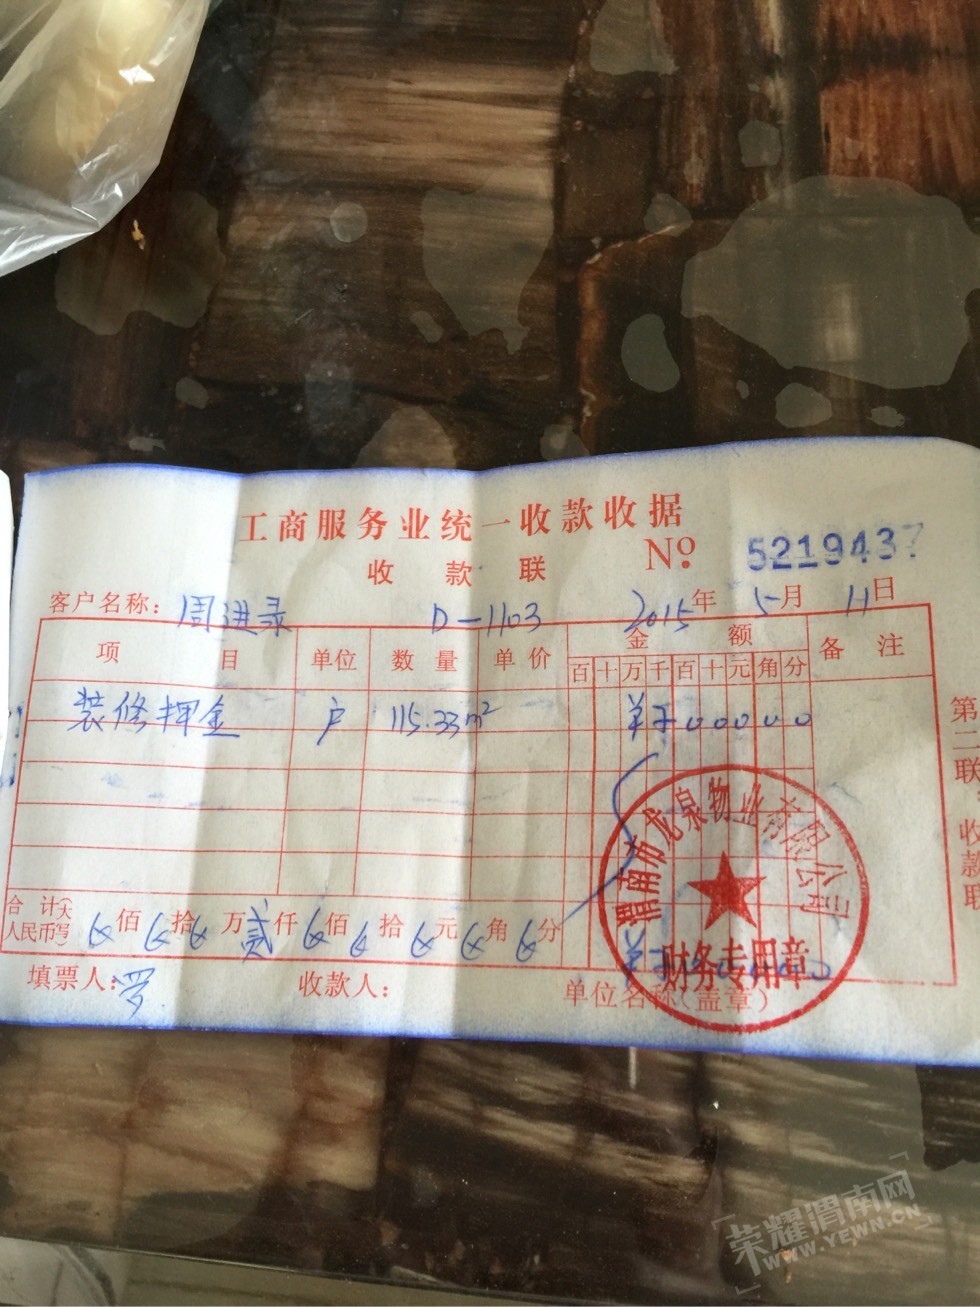 工商服务业统一收款收据
收款联 No. 5219437
客户名称: 周进录 D-1103 2015年5月11日
项目 单位 数量 单价 金额 备注
百十万千百十元角分
装修押金 户 115.33m²
合计(大写)人民币 佰 拾 万 贰仟 佰 拾 元 角 分
填票人: 罗 收款人: 单位名称(盖章)
渭南市龙泉物业有限公司
财务专用章
第二联:收款联
荣耀渭南网
WWW.YEWN.CN